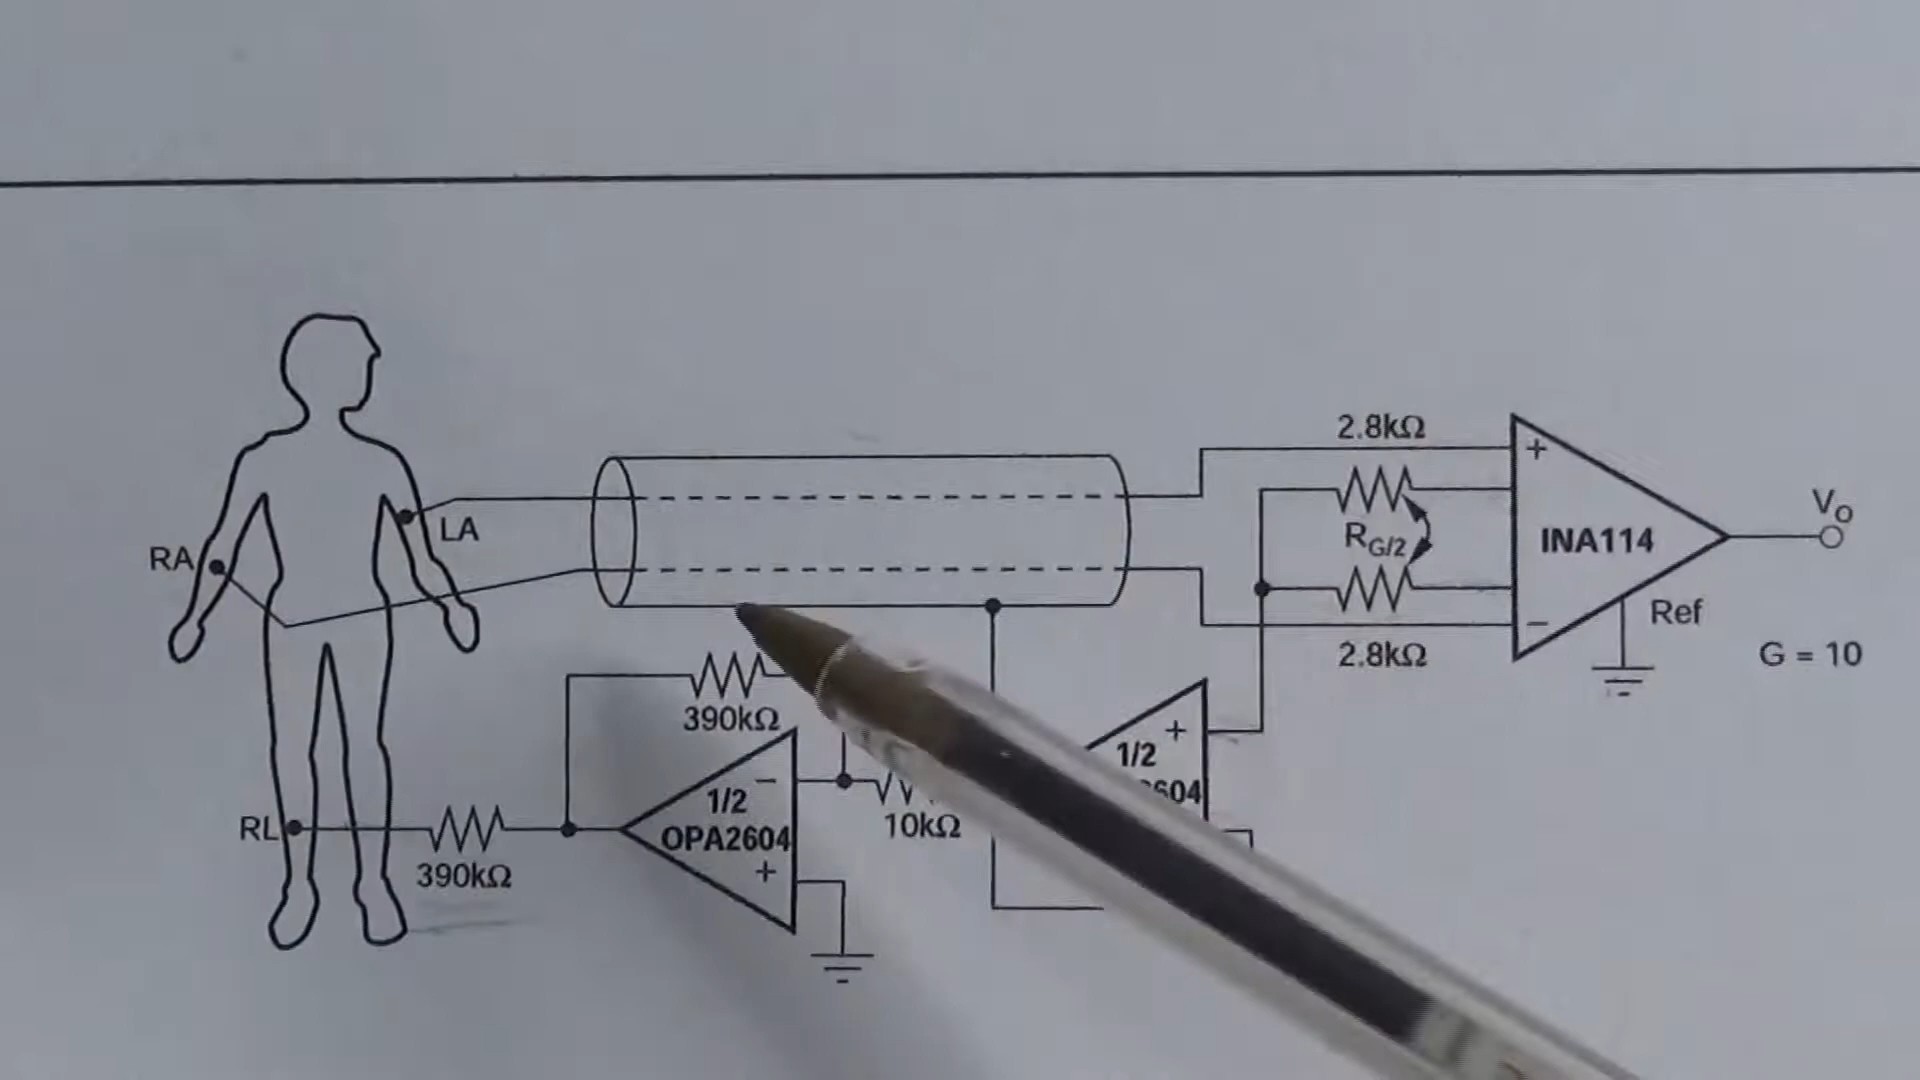 2.8kΩ
+
INA114
RG/2
VO
LA
RA
Ref
−
2.8kΩ
G = 10
390kΩ
+
1/2
604
−
1/2
OPA2604
+
10kΩ
RL
390kΩ